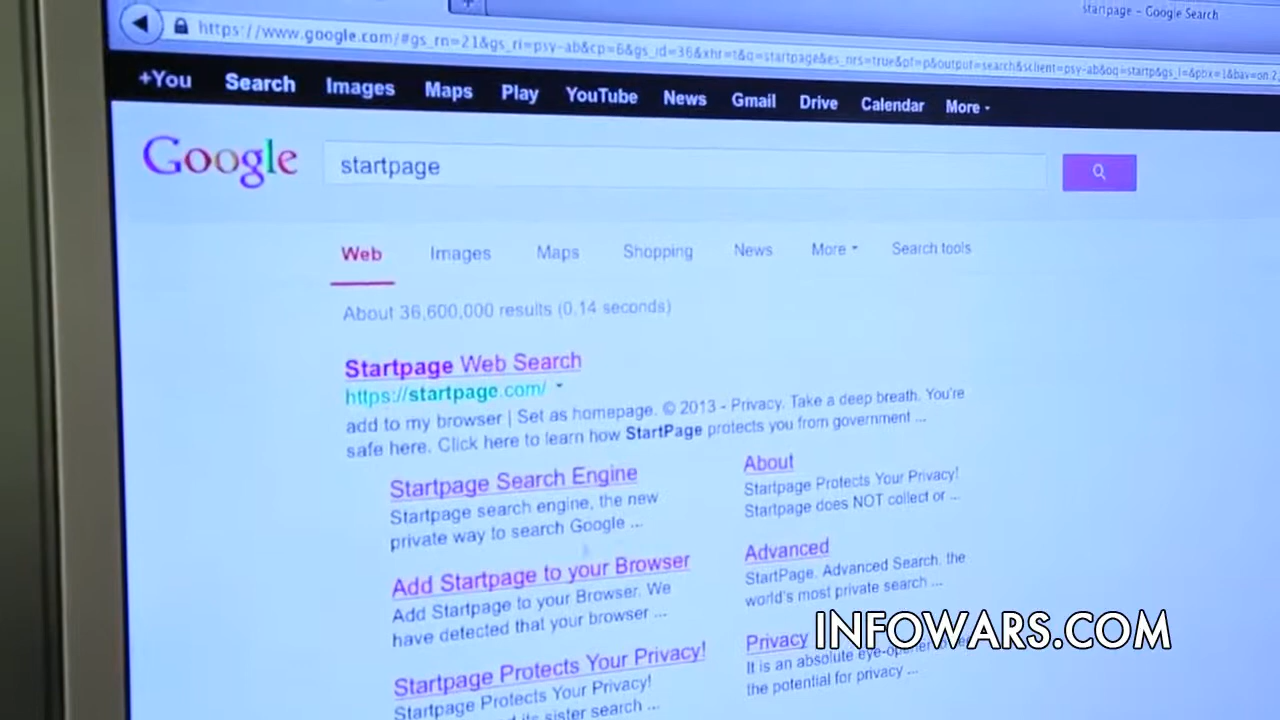 startpage - Google Search
https://www.google.com/#gs_rn=21&gs_ri=psy-ab&cp=6&gs_id=36&xhr=t&q=startpage&es_nrs=true&pf=p&output=search&sclient=psy-ab&oq=startp&gs_l=&pbx=1&bav=on.2,
+You Search Images Maps Play YouTube News Gmail Drive Calendar More
Google startpage
Web Images Maps Shopping News More Search tools
About 36,600,000 results (0.14 seconds)
Startpage Web Search
https://startpage.com/
add to my browser | Set as homepage. © 2013 - Privacy. Take a deep breath. You're
safe here. Click here to learn how StartPage protects you from government ...
Startpage Search Engine
Startpage search engine, the new
private way to search Google ...
About
Startpage Protects Your Privacy!
Startpage does NOT collect or ...
Add Startpage to your Browser
Add Startpage to your Browser. We
have detected that your browser ...
Advanced
StartPage. Advanced Search, the
world's most private search ...
Startpage Protects Your Privacy!
Startpage Protects Your Privacy!
its sister search ...
Privacy
It is an absolute eye-opener to
the potential for privacy ...
INFOWARS.COM